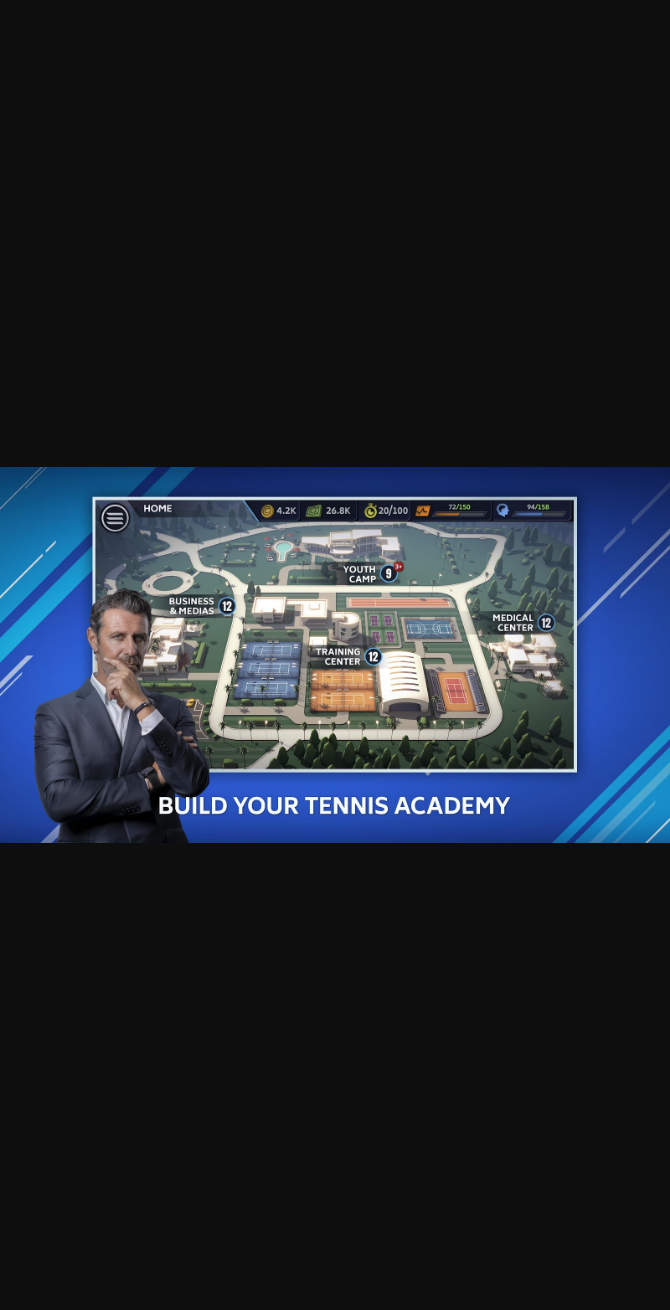 HOME
4.2K
26.8K
20/100
72/150
94/158
YOUTH
CAMP
9
3+
BUSINESS
& MEDIAS
12
MEDICAL
CENTER
12
TRAINING
CENTER
12
BUILD YOUR TENNIS ACADEMY